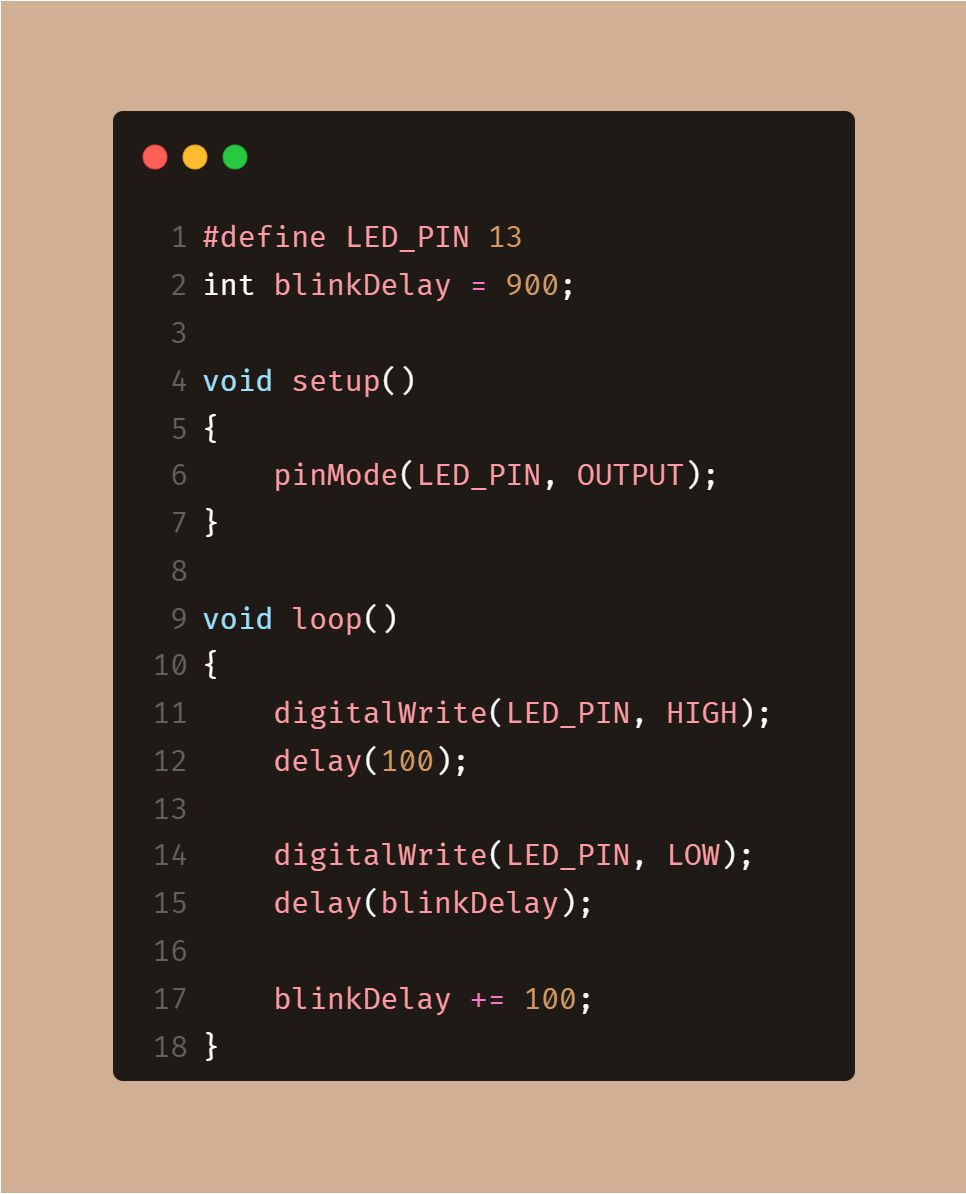 1 #define LED_PIN 13
2 int blinkDelay = 900;
3
4 void setup()
5 {
6     pinMode(LED_PIN, OUTPUT);
7 }
8
9 void loop()
10 {
11     digitalWrite(LED_PIN, HIGH);
12     delay(100);
13
14     digitalWrite(LED_PIN, LOW);
15     delay(blinkDelay);
16
17     blinkDelay += 100;
18 }